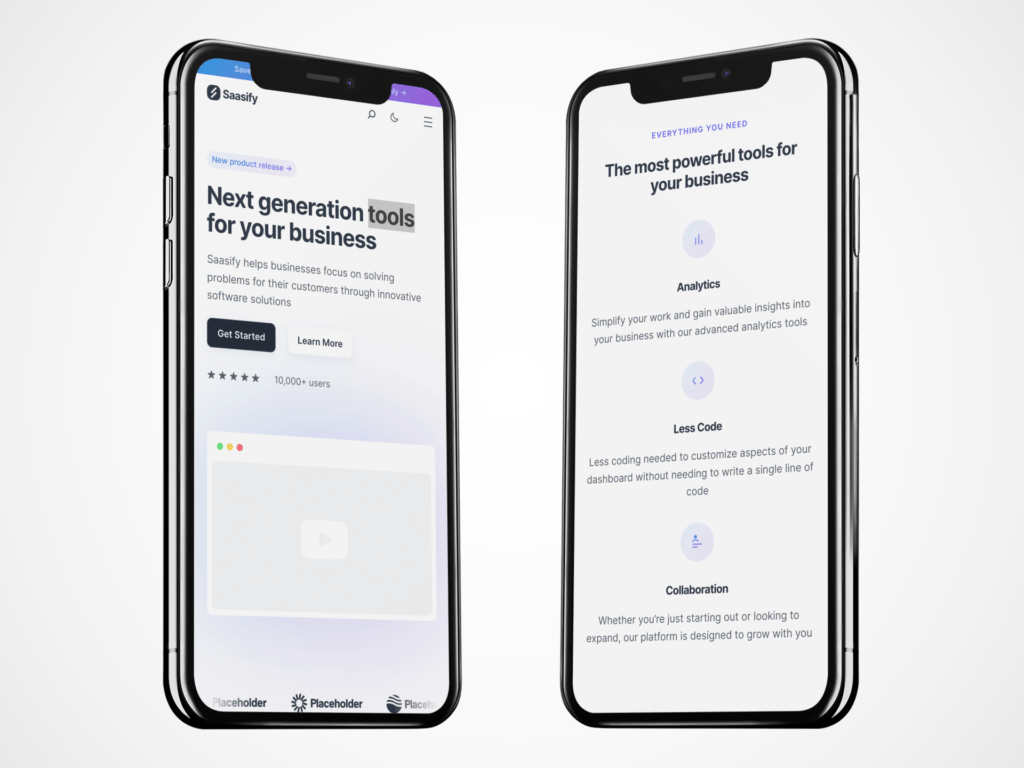 Save
Saasify
New product release →
Next generation tools
for your business
Saasify helps businesses focus on solving
problems for their customers through innovative
software solutions
Get Started
Learn More
10,000+ users
Placeholder
Placeholder
EVERYTHING YOU NEED
The most powerful tools for
your business
Analytics
Simplify your work and gain valuable insights into
your business with our advanced analytics tools
Less Code
Less coding needed to customize aspects of your
dashboard without needing to write a single line of
code
Collaboration
Whether you're just starting out or looking to
expand, our platform is designed to grow with you